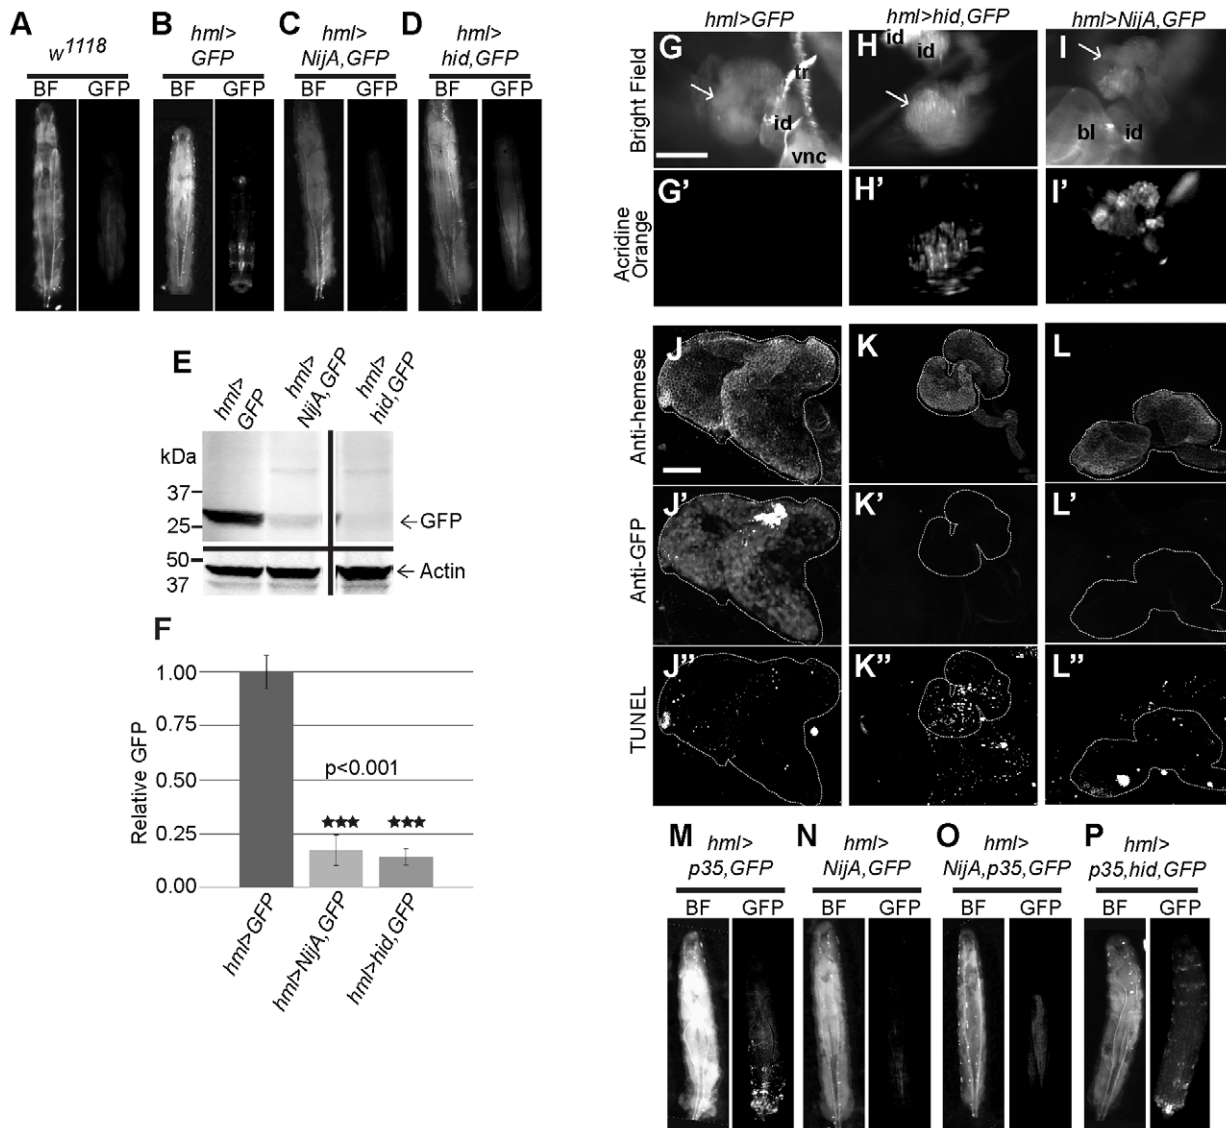 A
w1118
BF GFP
B
hml>
GFP
BF GFP
C
hml>
NijA,GFP
BF GFP
D
hml>
hid,GFP
BF GFP
E
hml>
GFP
hml>
NijA,GFP
hml>
hid,GFP
kDa
37
25
GFP
50
37
Actin
F
Relative GFP
1.00
0.75
0.50
0.25
0.00
p<0.001
hml>GFP
hml>NijA,GFP
hml>hid,GFP
hml>GFP
hml>hid,GFP
hml>NijA,GFP
Bright Field
G
tr
id
vnc
H
id
id
I
bl
id
Acridine
Orange
G'
H'
I'
Anti-hemese
J
K
L
Anti-GFP
J'
K'
L'
TUNEL
J”
K”
L”
M
hml>
p35,GFP
BF GFP
N
hml>
NijA,GFP
BF GFP
O
hml>
NijA,p35,GFP
BF GFP
P
hml>
p35,hid,GFP
BF GFP